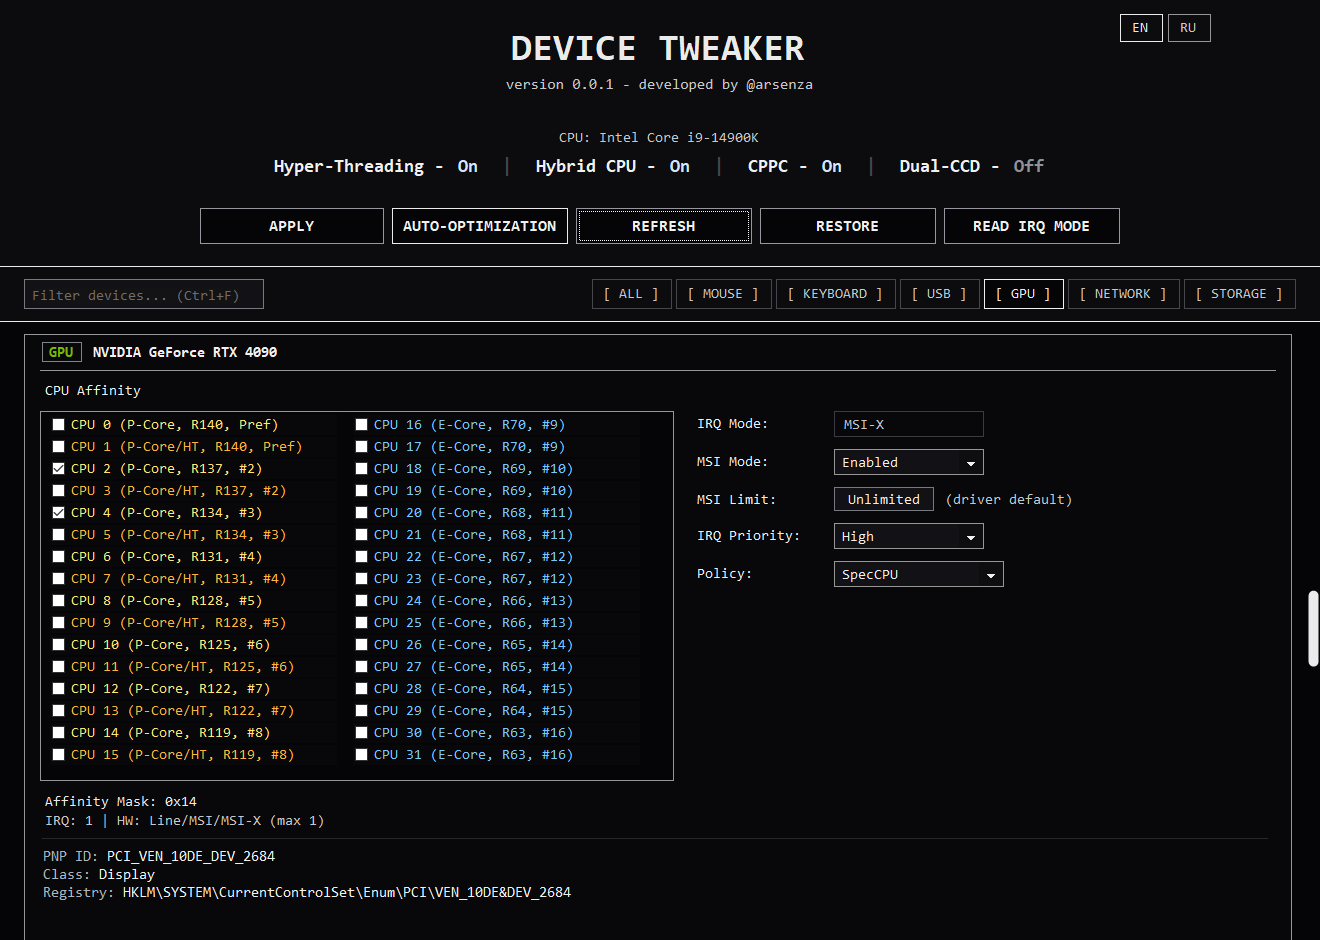 EN RU
DEVICE TWEAKER
version 0.0.1 - developed by @arsenza
CPU: Intel Core i9-14900K
Hyper-Threading - On | Hybrid CPU - On | CPPC - On | Dual-CCD - Off
APPLY AUTO-OPTIMIZATION REFRESH RESTORE READ IRQ MODE
Filter devices... (Ctrl+F) [ ALL ] [ MOUSE ] [ KEYBOARD ] [ USB ] [ GPU ] [ NETWORK ] [ STORAGE ]
GPU NVIDIA GeForce RTX 4090
CPU Affinity
CPU 0 (P-Core, R140, Pref)
CPU 1 (P-Core/HT, R140, Pref)
CPU 2 (P-Core, R137, #2)
CPU 3 (P-Core/HT, R137, #2)
CPU 4 (P-Core, R134, #3)
CPU 5 (P-Core/HT, R134, #3)
CPU 6 (P-Core, R131, #4)
CPU 7 (P-Core/HT, R131, #4)
CPU 8 (P-Core, R128, #5)
CPU 9 (P-Core/HT, R128, #5)
CPU 10 (P-Core, R125, #6)
CPU 11 (P-Core/HT, R125, #6)
CPU 12 (P-Core, R122, #7)
CPU 13 (P-Core/HT, R122, #7)
CPU 14 (P-Core, R119, #8)
CPU 15 (P-Core/HT, R119, #8)
CPU 16 (E-Core, R70, #9)
CPU 17 (E-Core, R70, #9)
CPU 18 (E-Core, R69, #10)
CPU 19 (E-Core, R69, #10)
CPU 20 (E-Core, R68, #11)
CPU 21 (E-Core, R68, #11)
CPU 22 (E-Core, R67, #12)
CPU 23 (E-Core, R67, #12)
CPU 24 (E-Core, R66, #13)
CPU 25 (E-Core, R66, #13)
CPU 26 (E-Core, R65, #14)
CPU 27 (E-Core, R65, #14)
CPU 28 (E-Core, R64, #15)
CPU 29 (E-Core, R64, #15)
CPU 30 (E-Core, R63, #16)
CPU 31 (E-Core, R63, #16)
IRQ Mode: MSI-X
MSI Mode: Enabled
MSI Limit: Unlimited (driver default)
IRQ Priority: High
Policy: SpecCPU
Affinity Mask: 0x14
IRQ: 1 | HW: Line/MSI/MSI-X (max 1)
PNP ID: PCI_VEN_10DE_DEV_2684
Class: Display
Registry: HKLM\SYSTEM\CurrentControlSet\Enum\PCI\VEN_10DE&DEV_2684